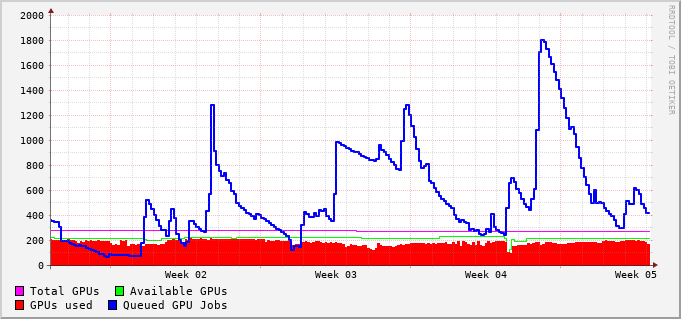 2000
1800
1600
1400
1200
1000
800
600
400
200
0
Week 02 Week 03 Week 04 Week 05
Total GPUs Available GPUs
GPUs used Queued GPU Jobs
RRDTOOL / TOBI OETIKER